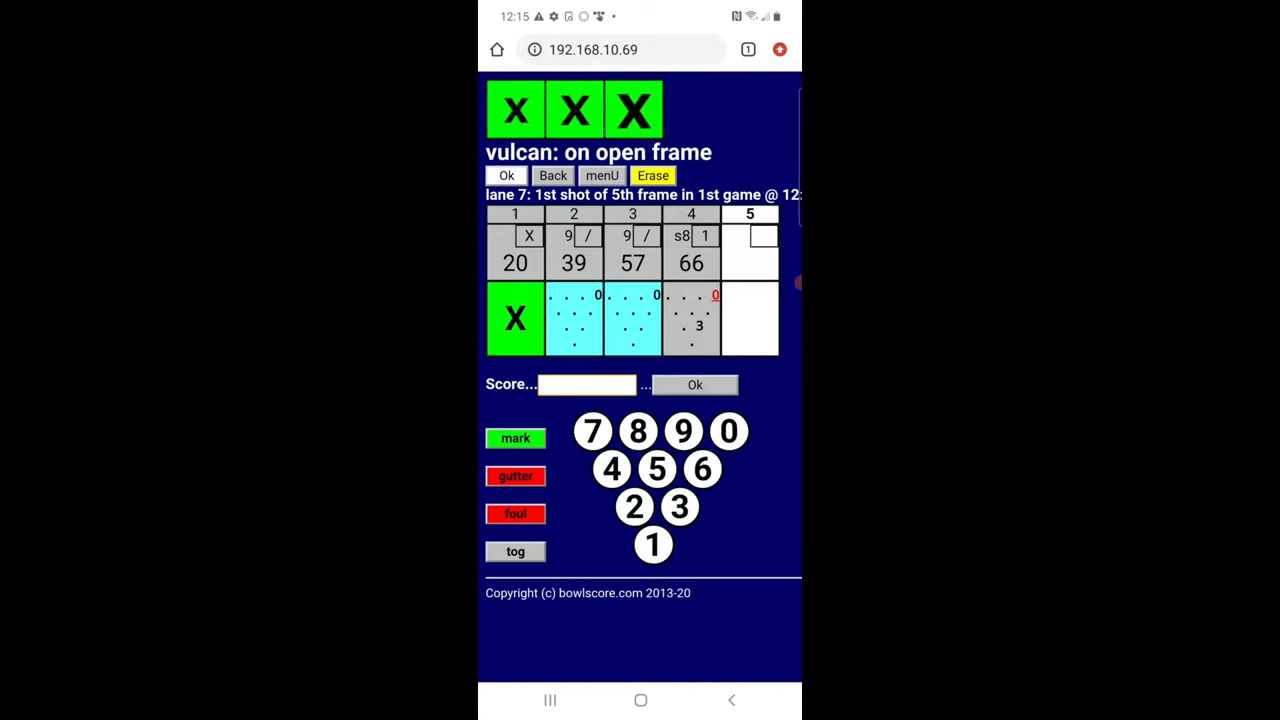 12:15
192.168.10.69
1
X X X
vulcan: on open frame
Ok Back menU Erase
lane 7: 1st shot of 5th frame in 1st game @ 12:
1 2 3 4 5
X 9 / 9 / s8 1
20 39 57 66
X . . . 0 . . . 0 . . . 0
. . . . . . . . .
. . . . . 3
. . .
Score... ... Ok
mark
gutter
foul
tog
7 8 9 0
4 5 6
2 3
1
Copyright (c) bowlscore.com 2013-20